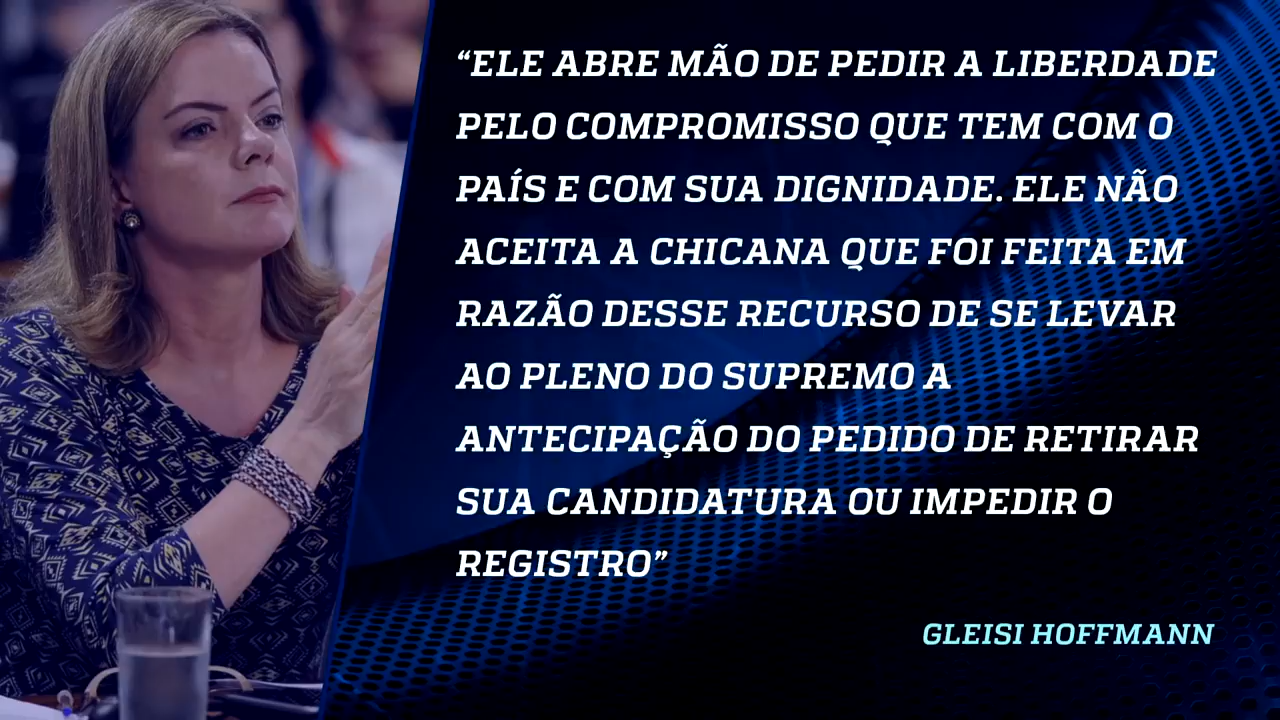 “ELE ABRE MÃO DE PEDIR A LIBERDADE
PELO COMPROMISSO QUE TEM COM O
PAÍS E COM SUA DIGNIDADE. ELE NÃO
ACEITA A CHICANA QUE FOI FEITA EM
RAZÃO DESSE RECURSO DE SE LEVAR
AO PLENO DO SUPREMO A
ANTECIPAÇÃO DO PEDIDO DE RETIRAR
SUA CANDIDATURA OU IMPEDIR O
REGISTRO”
GLEISI HOFFMANN